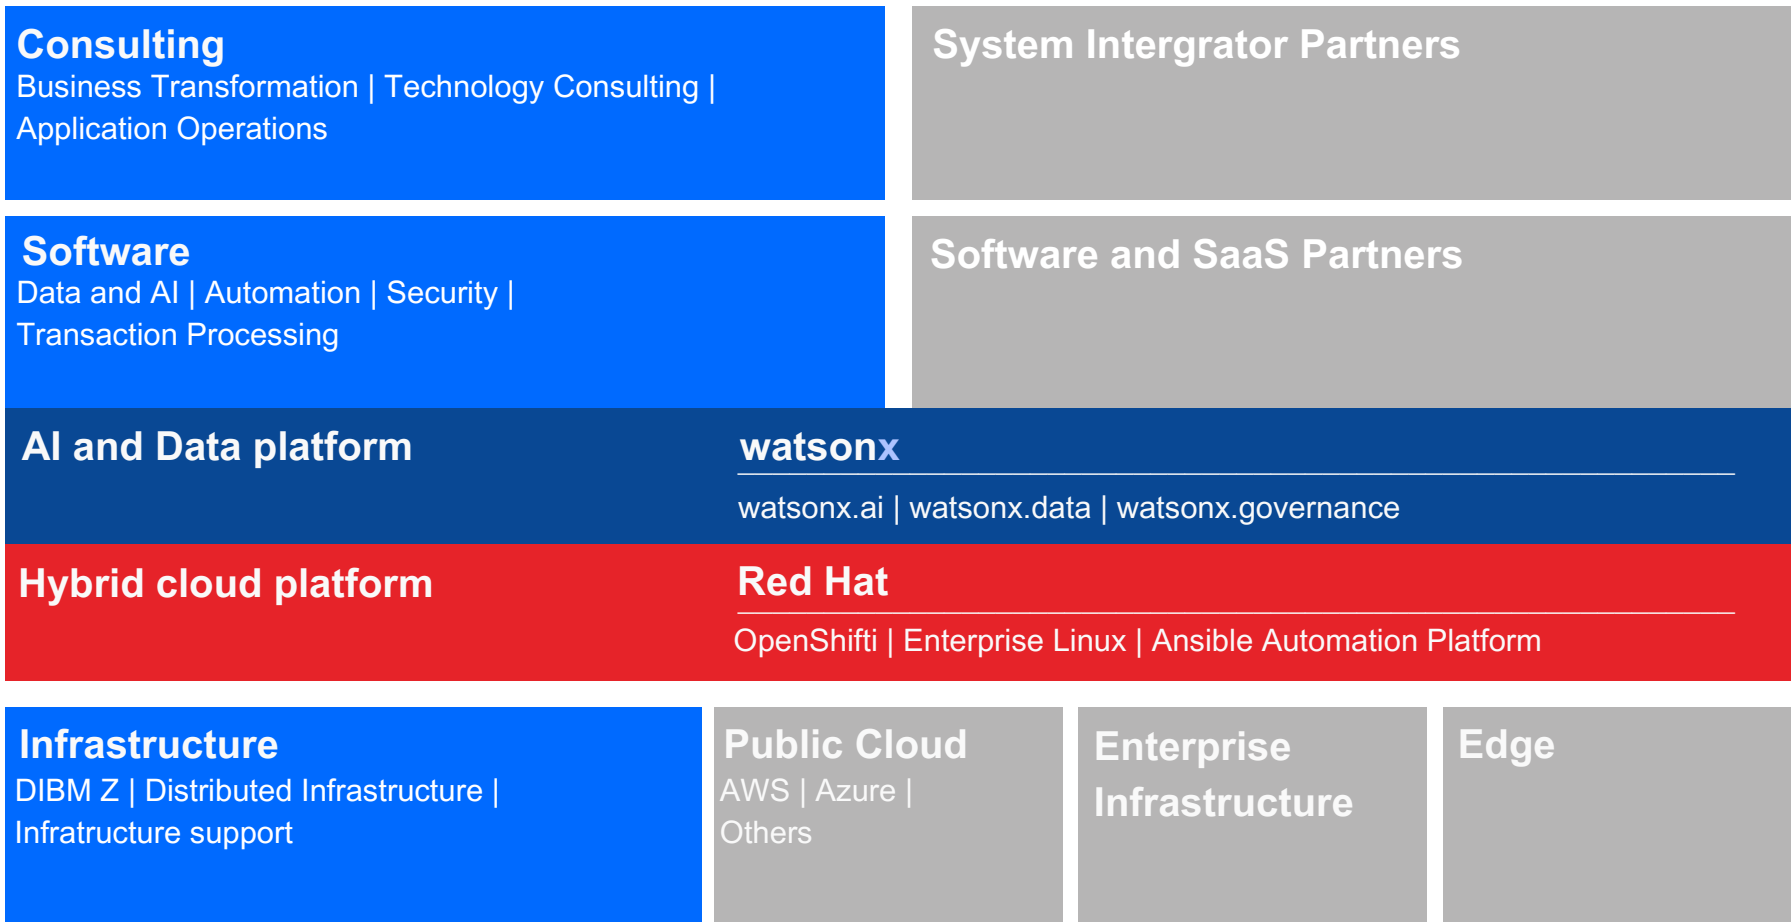 Consulting
Business Transformation | Technology Consulting |
Application Operations
System Intergrator Partners
Software
Data and AI | Automation | Security |
Transaction Processing
Software and SaaS Partners
AI and Data platform
watsonx
watsonx.ai | watsonx.data | watsonx.governance
Hybrid cloud platform
Red Hat
OpenShifti | Enterprise Linux | Ansible Automation Platform
Infrastructure
DIBM Z | Distributed Infrastructure |
Infratructure support
Public Cloud
AWS | Azure |
Others
Enterprise
Infrastructure
Edge